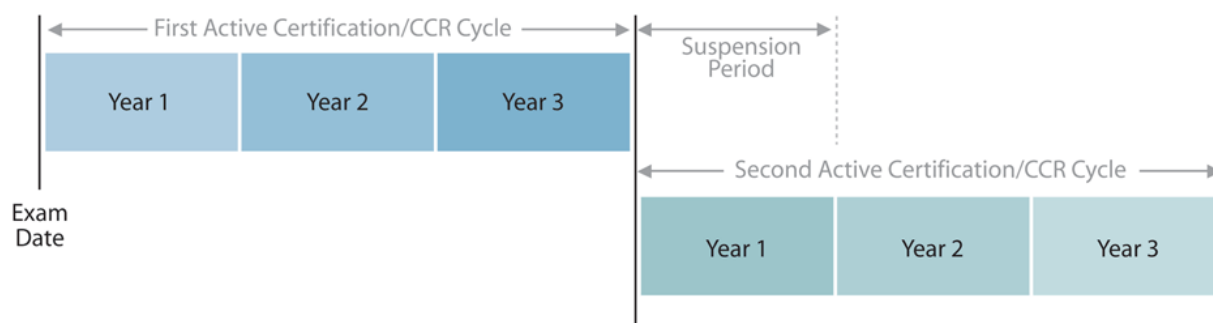 First Active Certification/CCR Cycle
Suspension
Period
Year 1
Year 2
Year 3
Second Active Certification/CCR Cycle
Exam
Date
Year 1
Year 2
Year 3